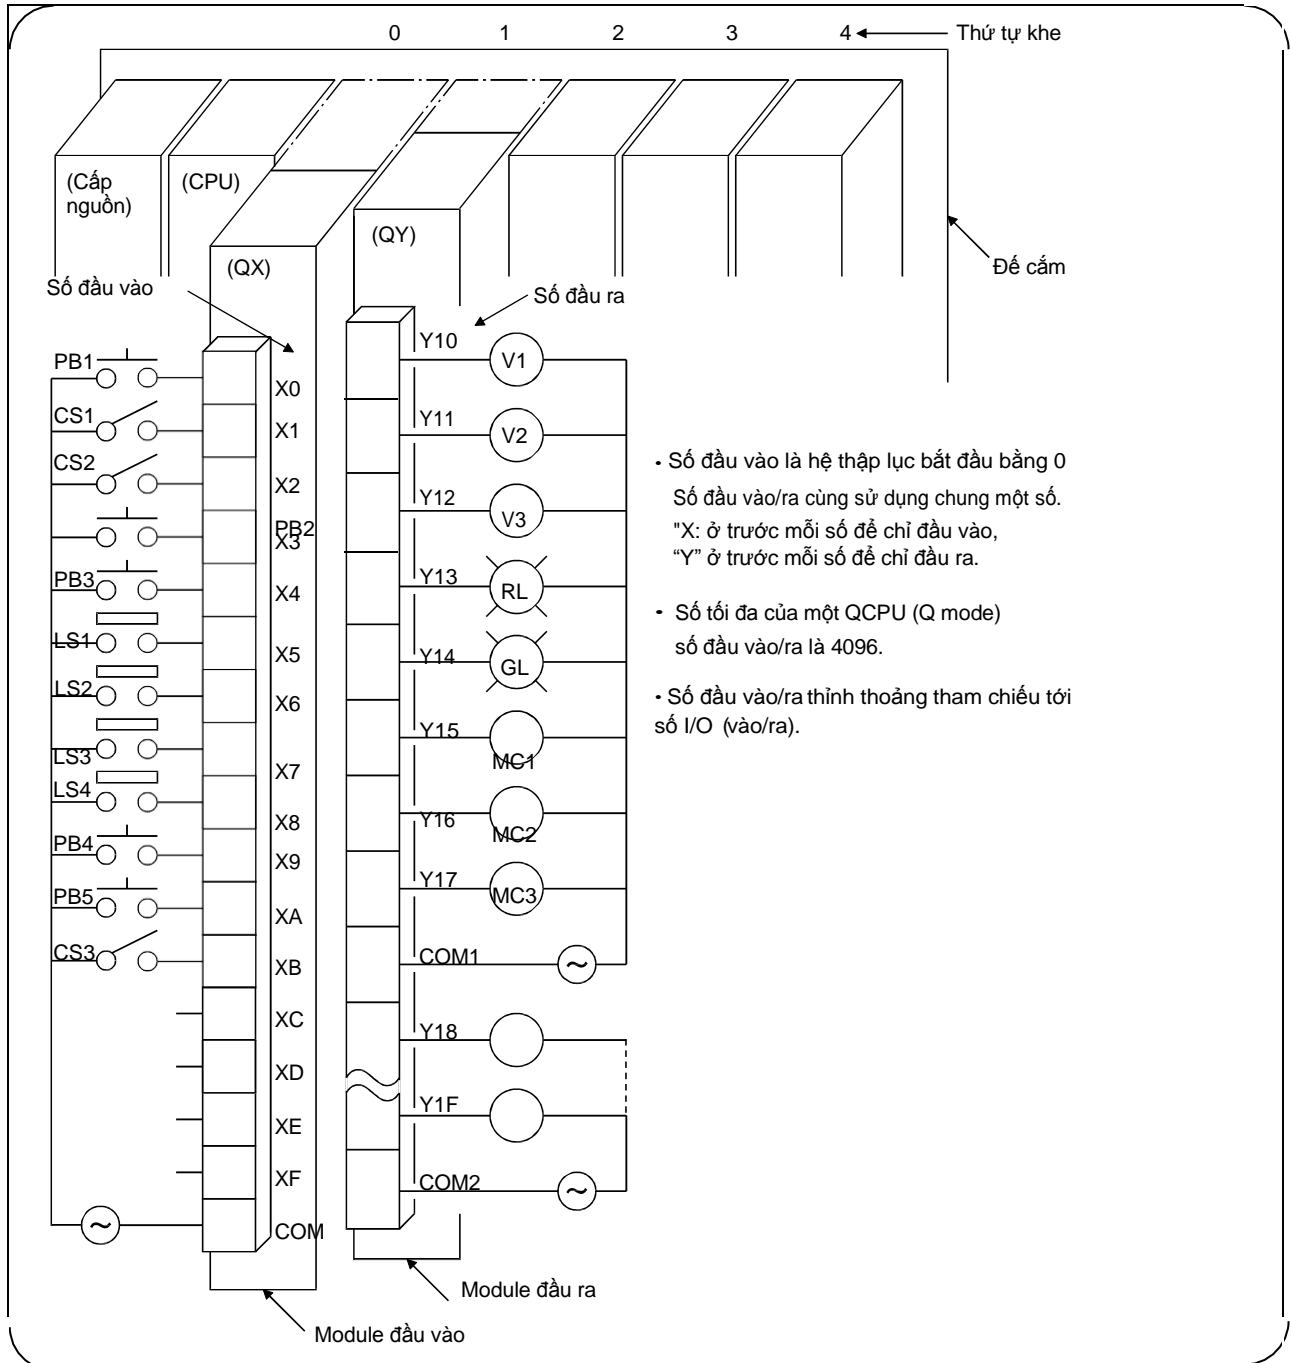 0 1 2 3 4 Thứ tự khe
(Cấp
nguồn)
(CPU)
(QX)
(QY)
Đế cắm
Số đầu vào
Số đầu ra
PB1
CS1
CS2
PB2
PB3
LS1
LS2
LS3
LS4
PB4
PB5
CS3
X0
X1
X2
X3
X4
X5
X6
X7
X8
X9
XA
XB
XC
XD
XE
XF
COM
Y10 V1
Y11 V2
Y12 V3
Y13 RL
Y14 GL
Y15 MC1
Y16 MC2
Y17 MC3
COM1 ~
Y18
Y1F
COM2 ~
~
• Số đầu vào là hệ thập lục bắt đầu bằng 0
Số đầu vào/ra cùng sử dụng chung một số.
"X: ở trước mỗi số để chỉ đầu vào,
“Y” ở trước mỗi số để chỉ đầu ra.
• Số tối đa của một QCPU (Q mode)
số đầu vào/ra là 4096.
• Số đầu vào/ra thỉnh thoảng tham chiếu tới
số I/O (vào/ra).
Module đầu ra
Module đầu vào